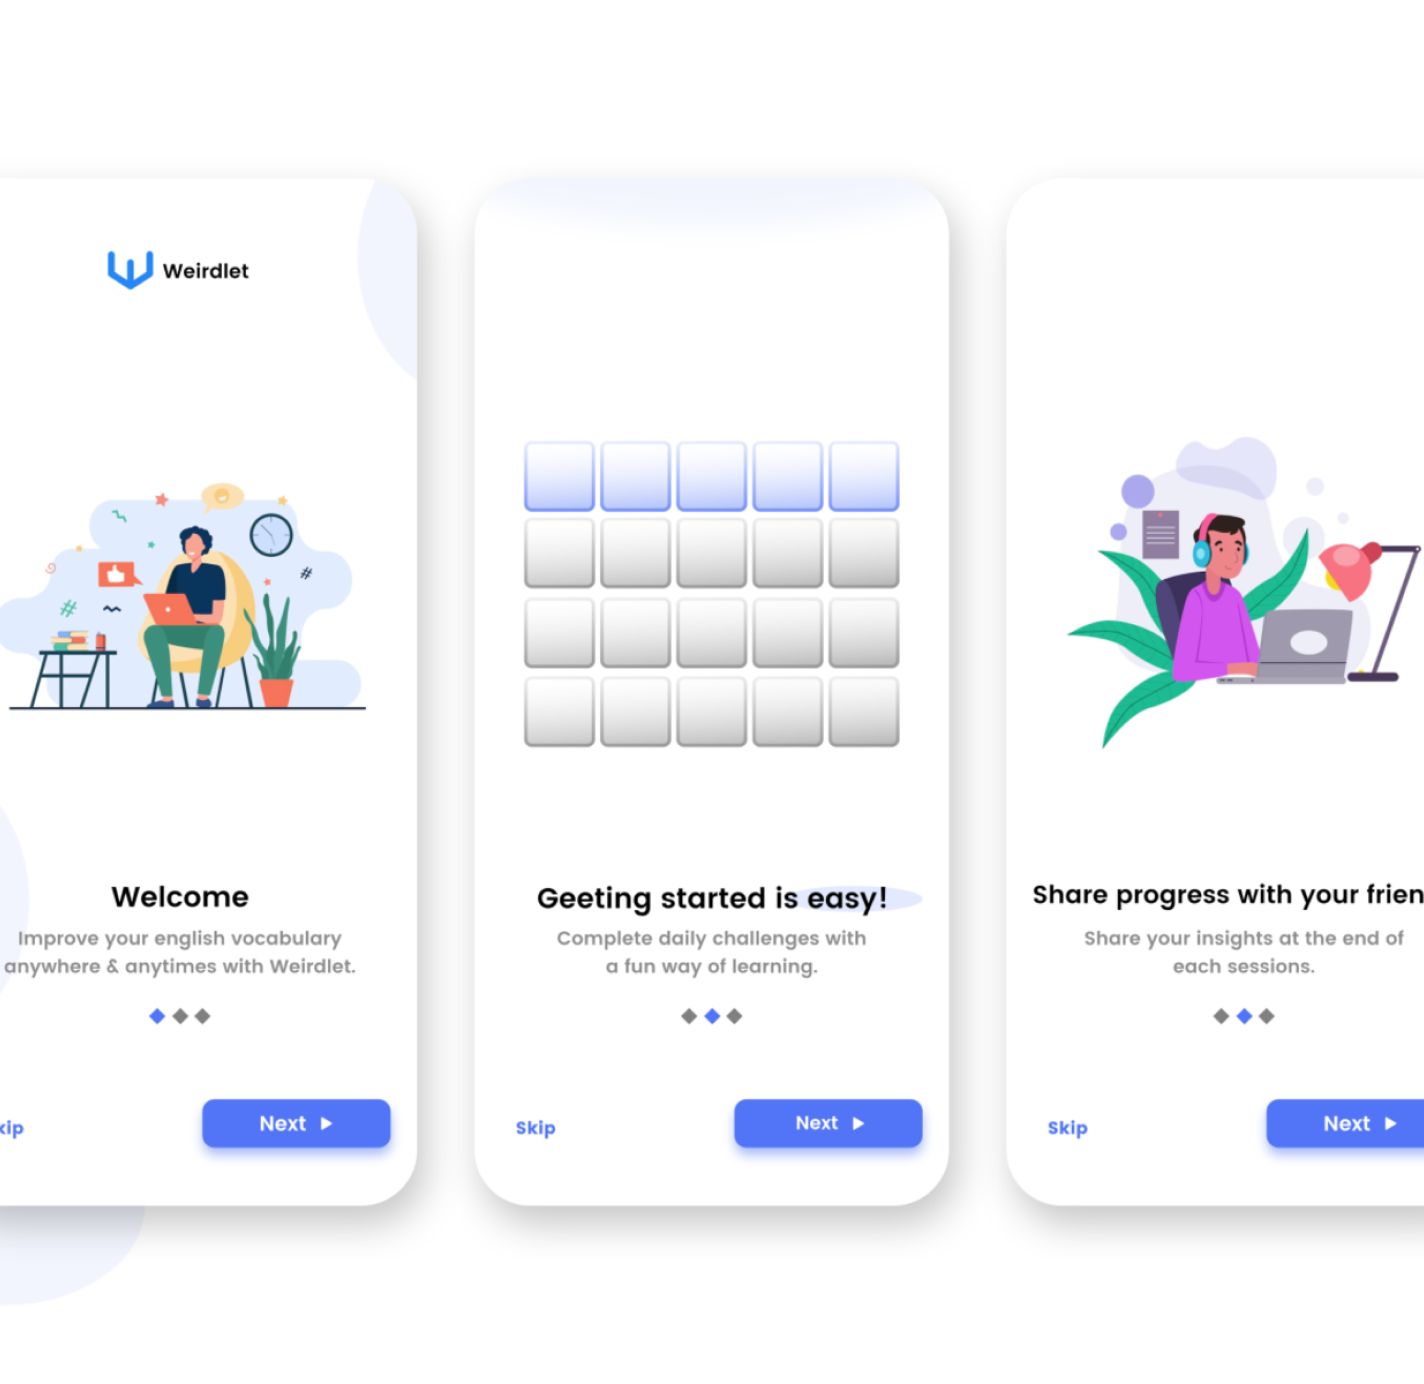 Weirdlet
Welcome
Improve your english vocabulary
anywhere & anytimes with Weirdlet.
kip
Next
Geeting started is easy!
Complete daily challenges with
a fun way of learning.
Skip
Next
Share progress with your frien
Share your insights at the end of
each sessions.
Skip
Next